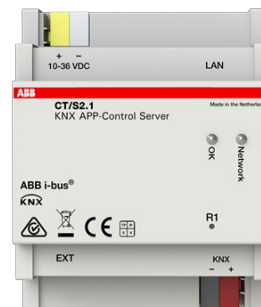 + −
10-36 VDC
LAN
ABB
CT/S2.1
KNX APP-Control Server
Made in the Netherlands
OK
Network
ABB i-bus®
KNX
CE
R1
EXT
KNX
− +